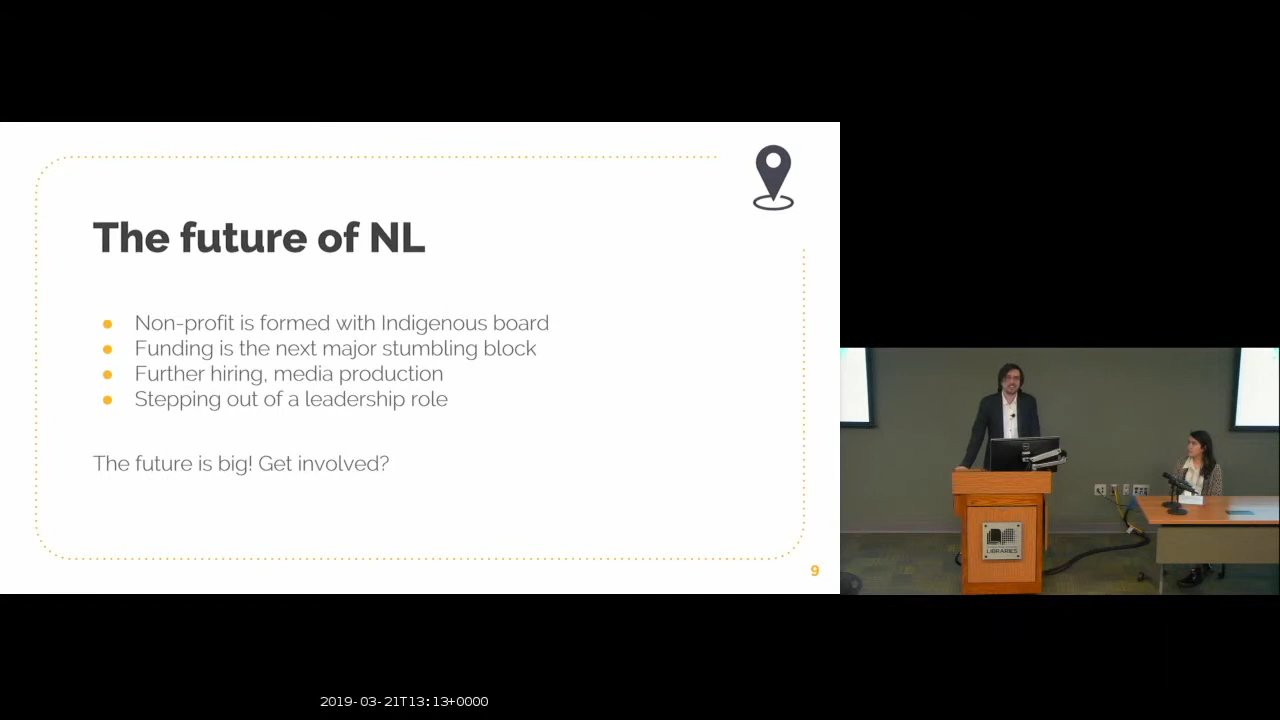 The future of NL
Non-profit is formed with Indigenous board
Funding is the next major stumbling block
Further hiring, media production
Stepping out of a leadership role
The future is big! Get involved?
9
LIBRARIES
2019-03-21T13:13+0000